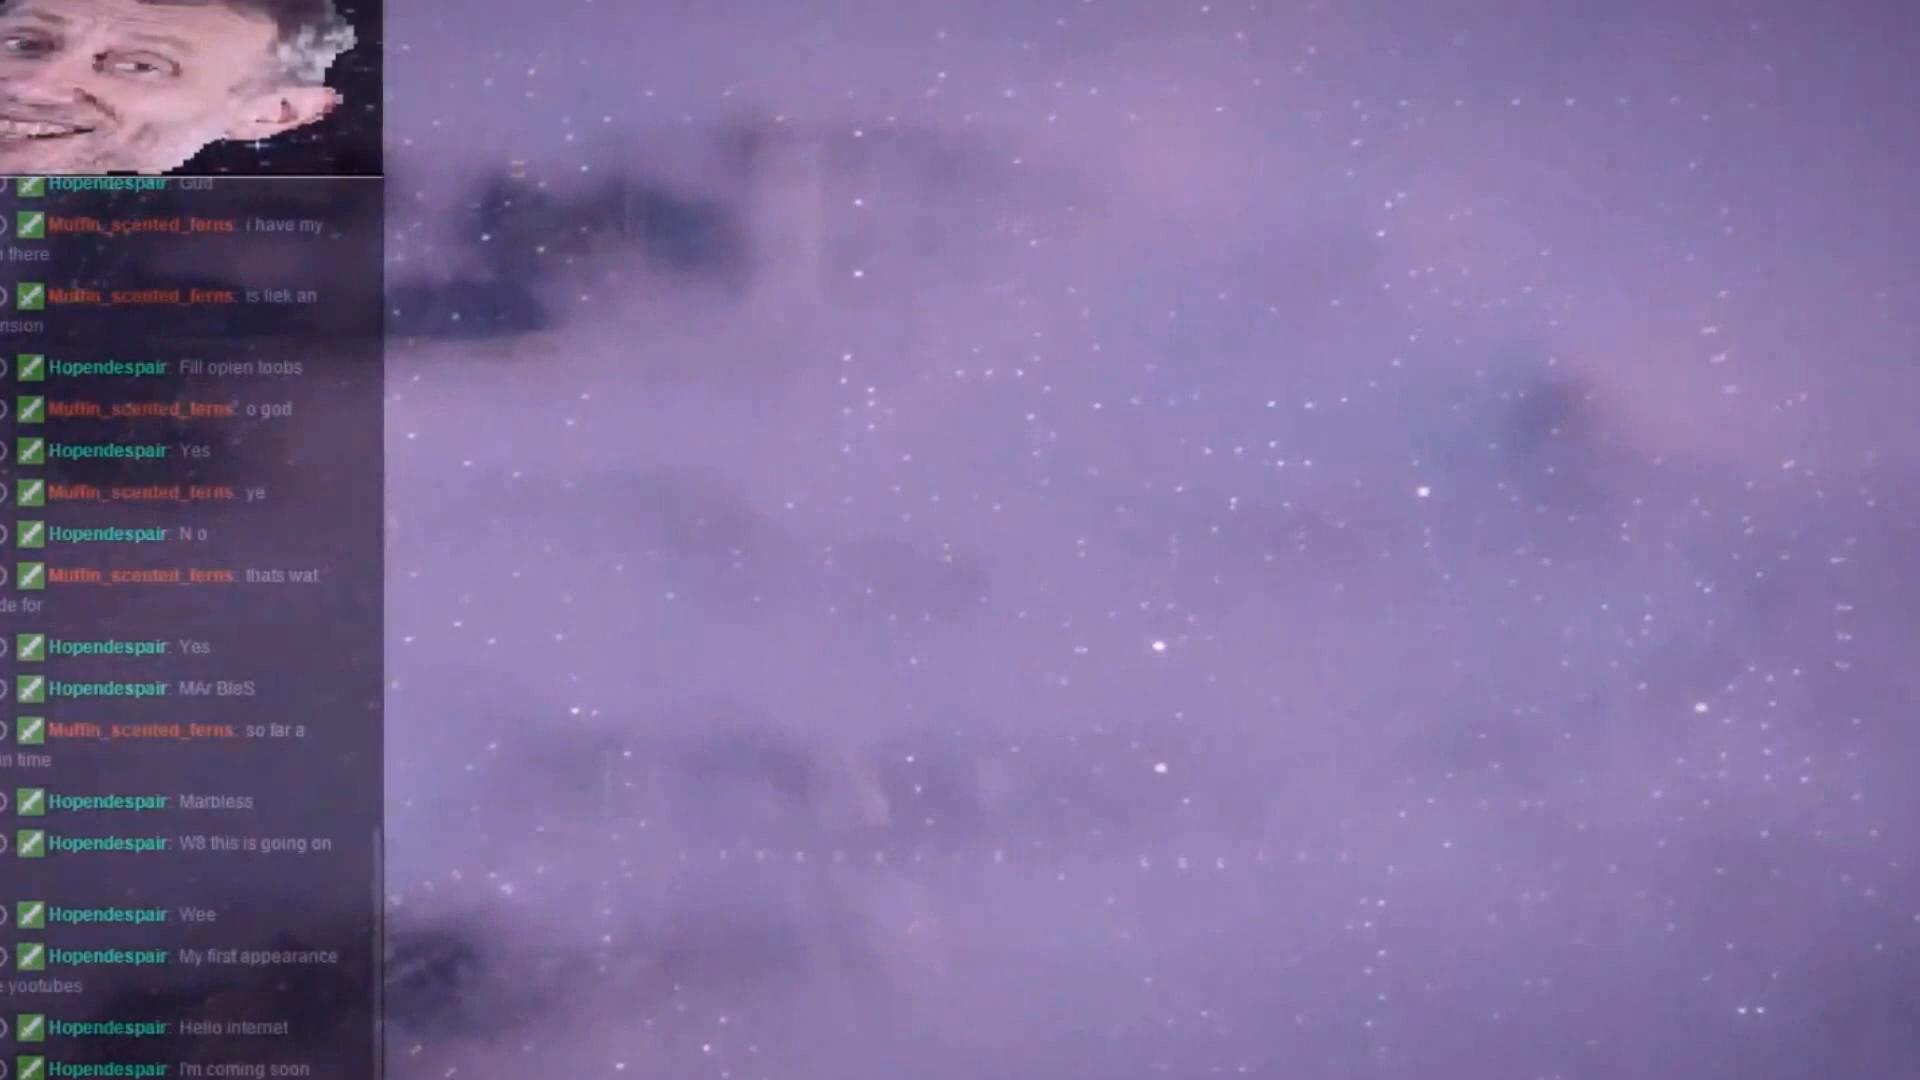 Hopendespair: Gud
Muffin_scented_ferns: i have my
there
Muffin_scented_ferns: is liek an
nsion
Hopendespair: Fill opien toobs
Muffin_scented_ferns: o god
Hopendespair: Yes
Muffin_scented_ferns: ye
Hopendespair: N o
Muffin_scented_ferns: thats wat
de for
Hopendespair: Yes
Hopendespair: MAr BleS
Muffin_scented_ferns: so far a
in time
Hopendespair: Marbless
Hopendespair: W8 this is going on
Hopendespair: Wee
Hopendespair: My first appearance
e yootubes
Hopendespair: Hello internet
Hopendespair: I'm coming soon